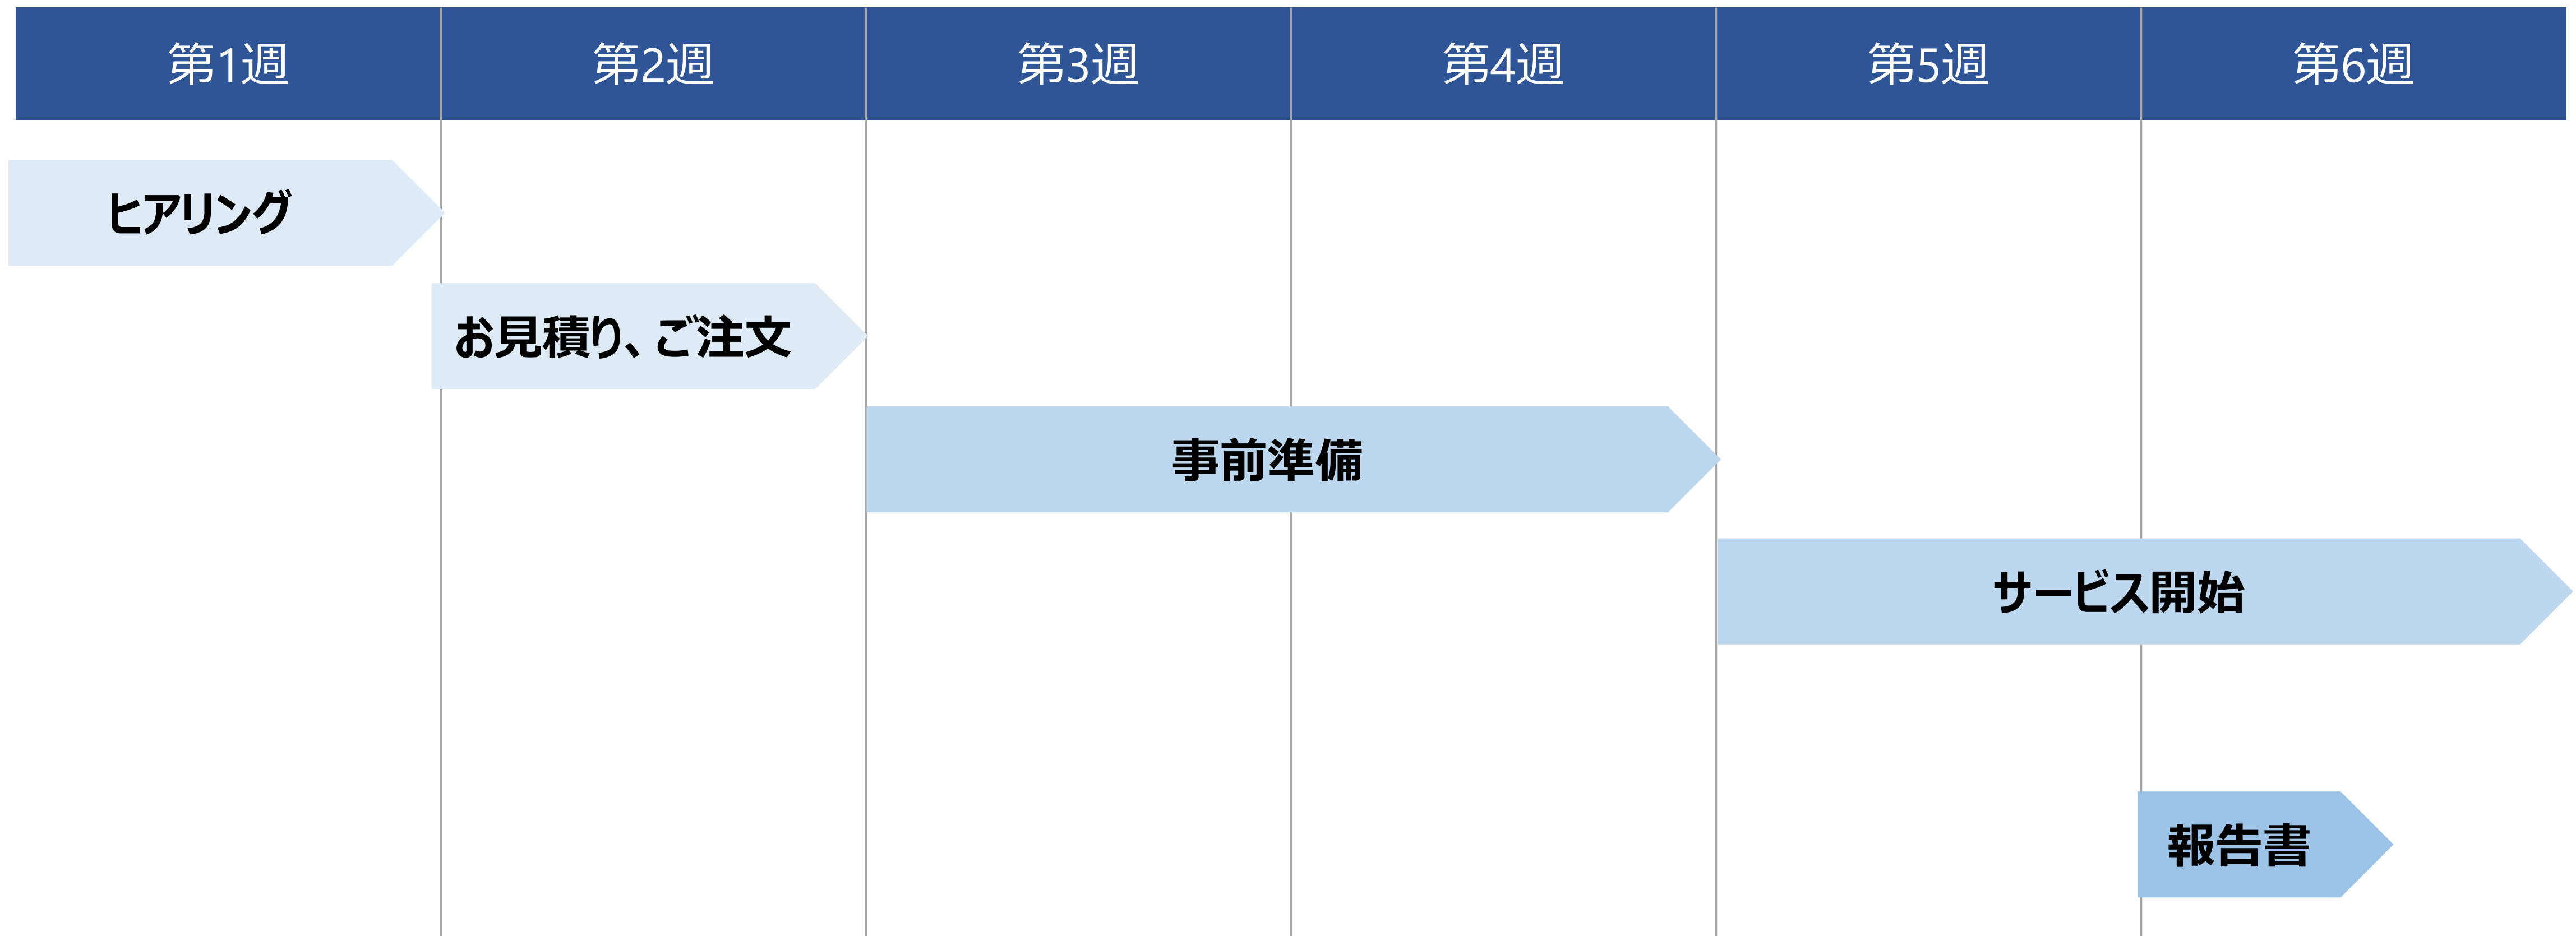 第1週
第2週
第3週
第4週
第5週
第6週
ヒアリング
お見積り、ご注文
事前準備
サービス開始
報告書